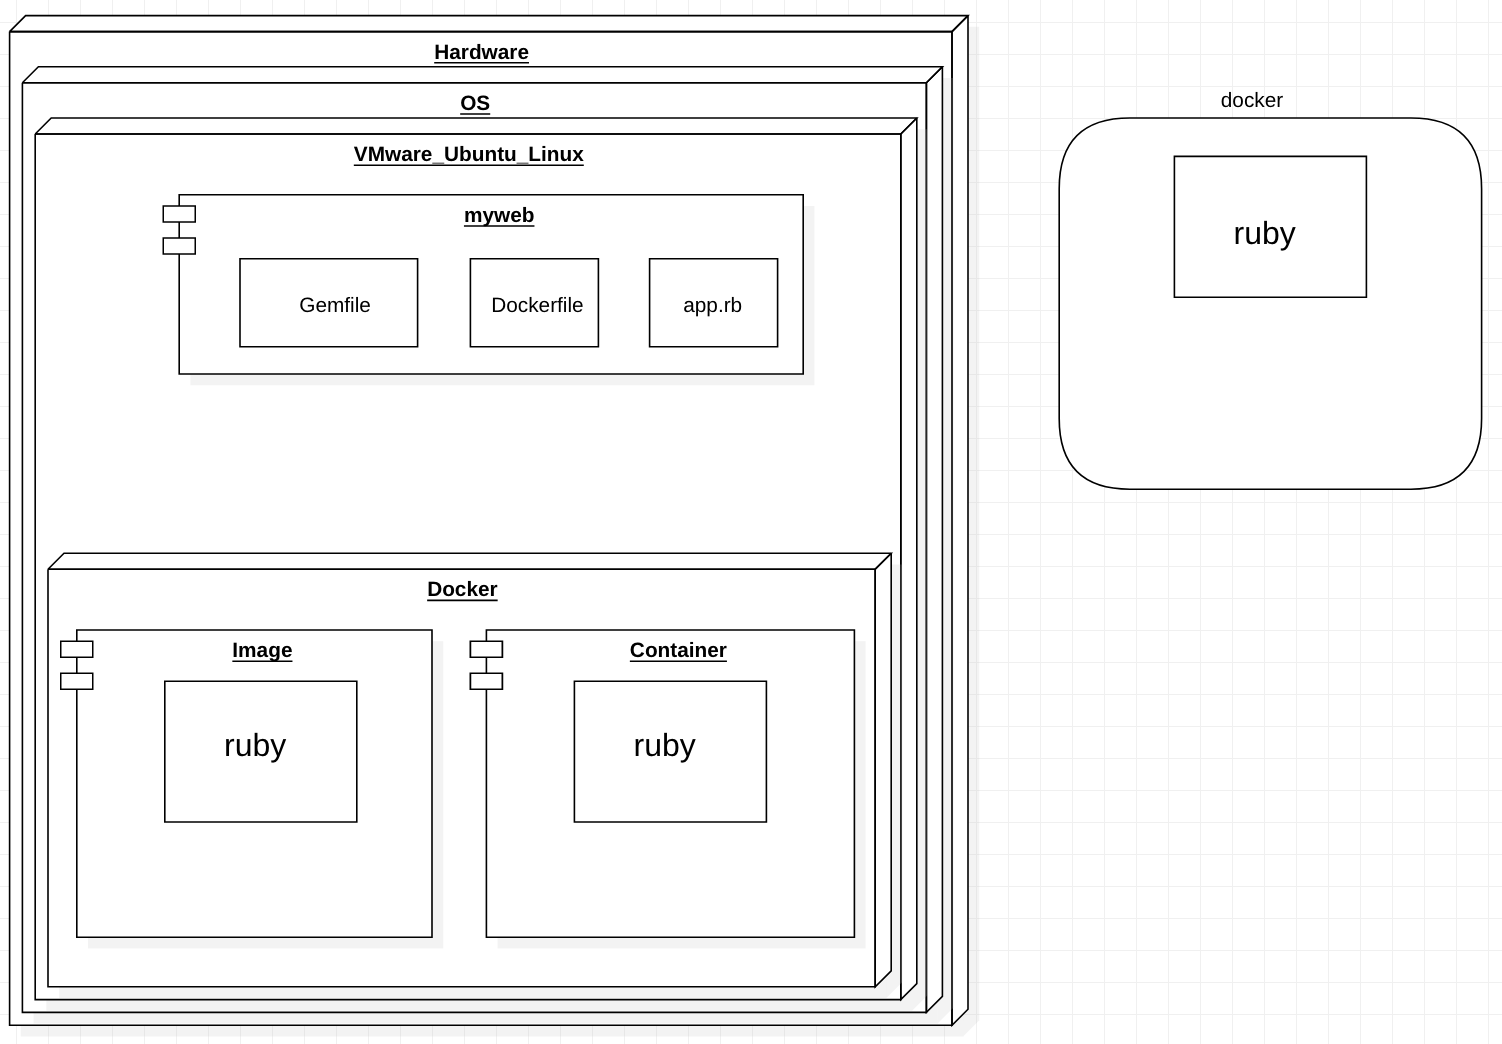 Hardware
OS
VMware_Ubuntu_Linux
myweb
Gemfile
Dockerfile
app.rb
Docker
Image
ruby
Container
ruby
docker
ruby